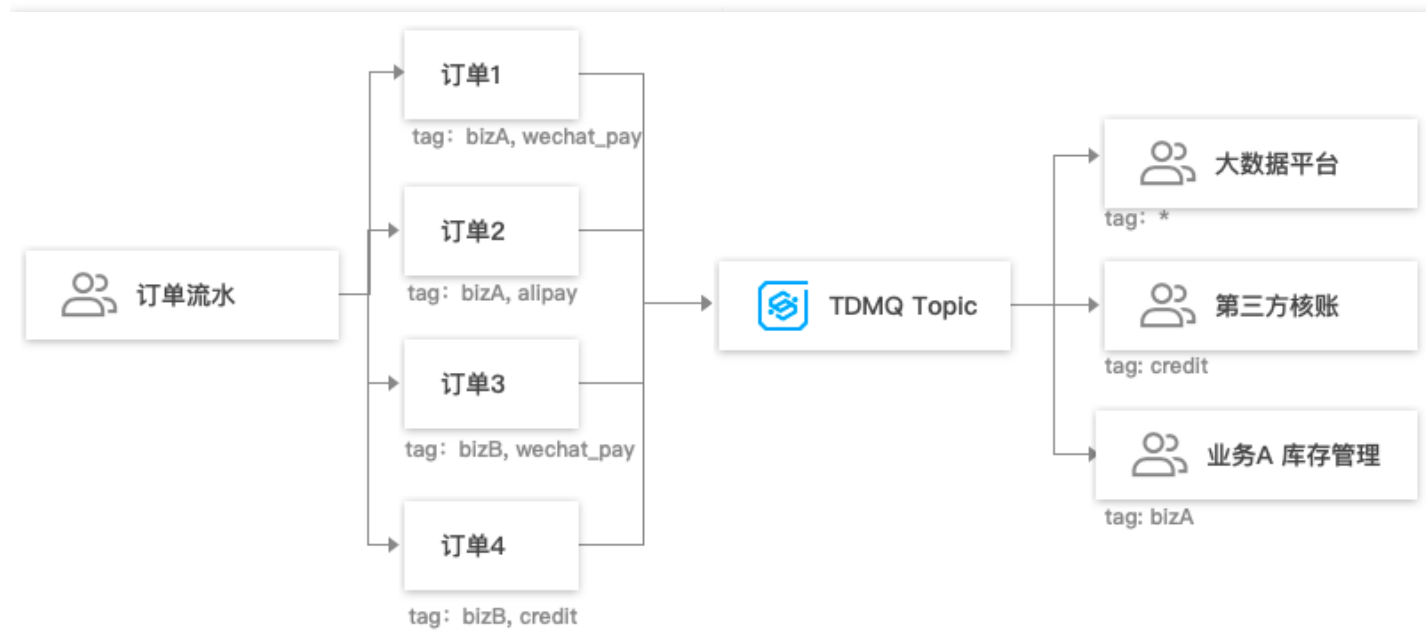 订单流水
订单1
tag：bizA, wechat_pay
订单2
tag：bizA, alipay
订单3
tag：bizB, wechat_pay
订单4
tag：bizB, credit
TDMQ Topic
大数据平台
tag：*
第三方核账
tag: credit
业务A 库存管理
tag: bizA